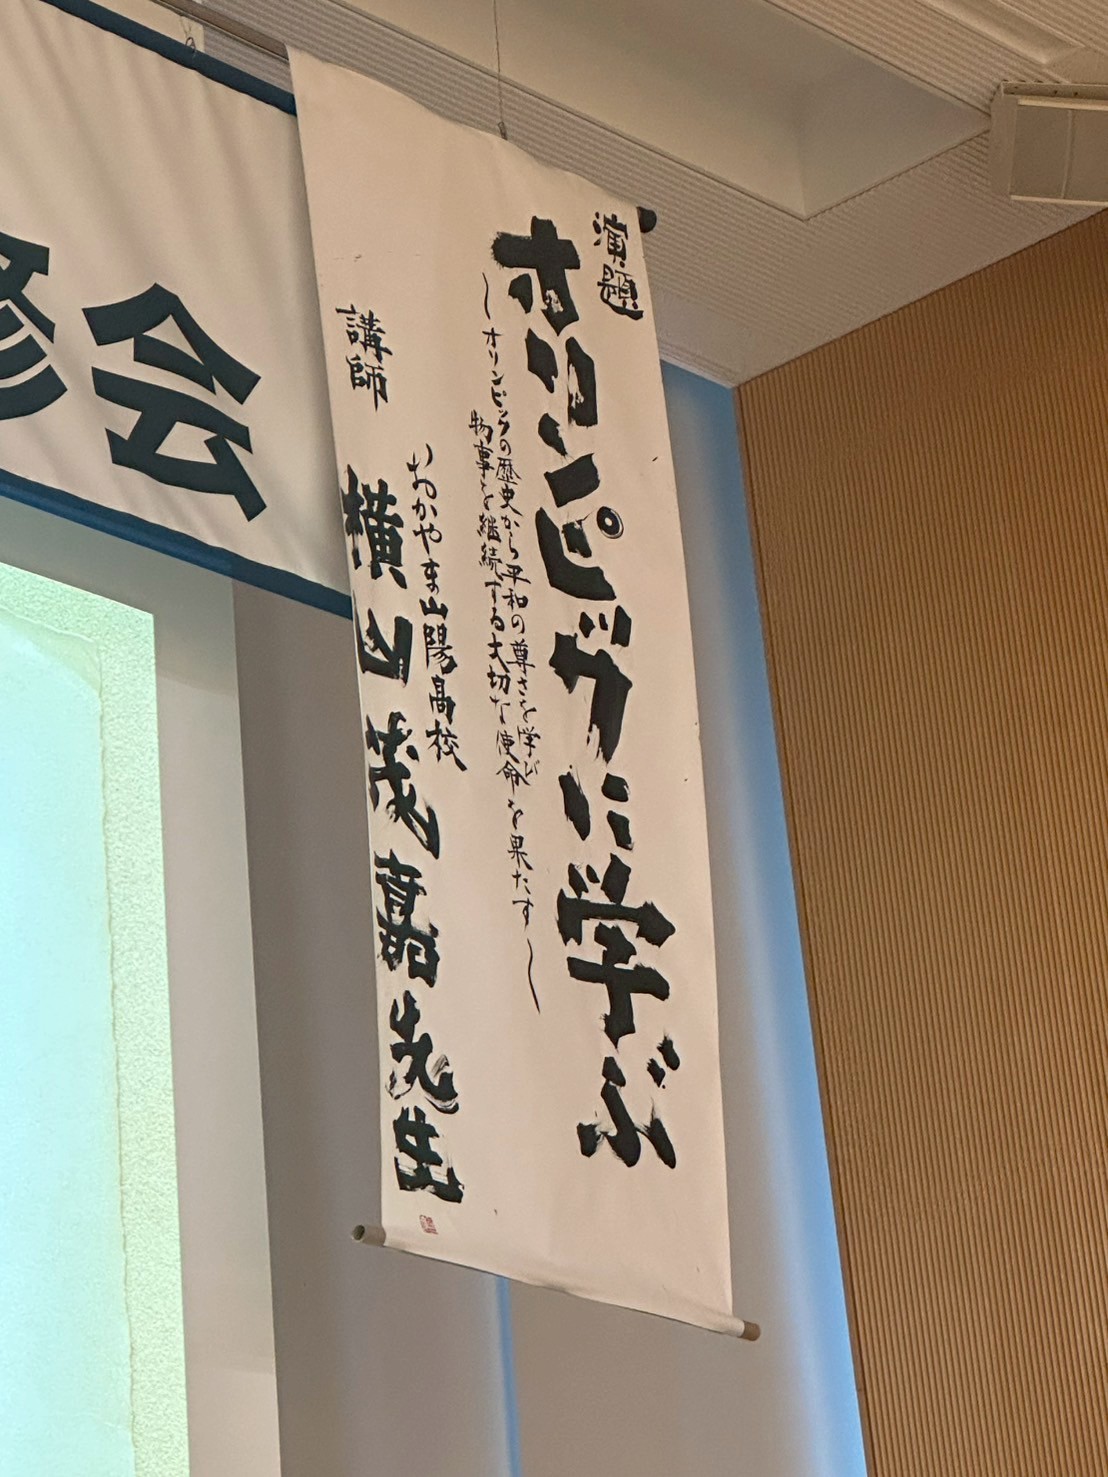 演題
オリンピックに学ぶ
〜オリンピックの歴史から平和の尊さを学び
物事を継続する大切な使命を果たす〜
講師
おかやま山陽高校
横山茂嘉先生
修会